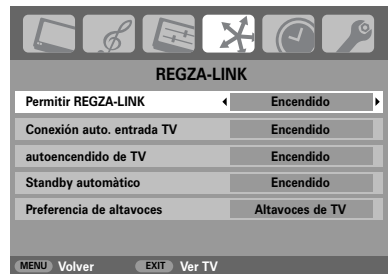 REGZA-LINK
Permitir REGZA-LINK Encendido
Conexión auto. entrada TV Encendido
autoencendido de TV Encendido
Standby automàtico Encendido
Preferencia de altavoces Altavoces de TV
MENU Volver EXIT Ver TV